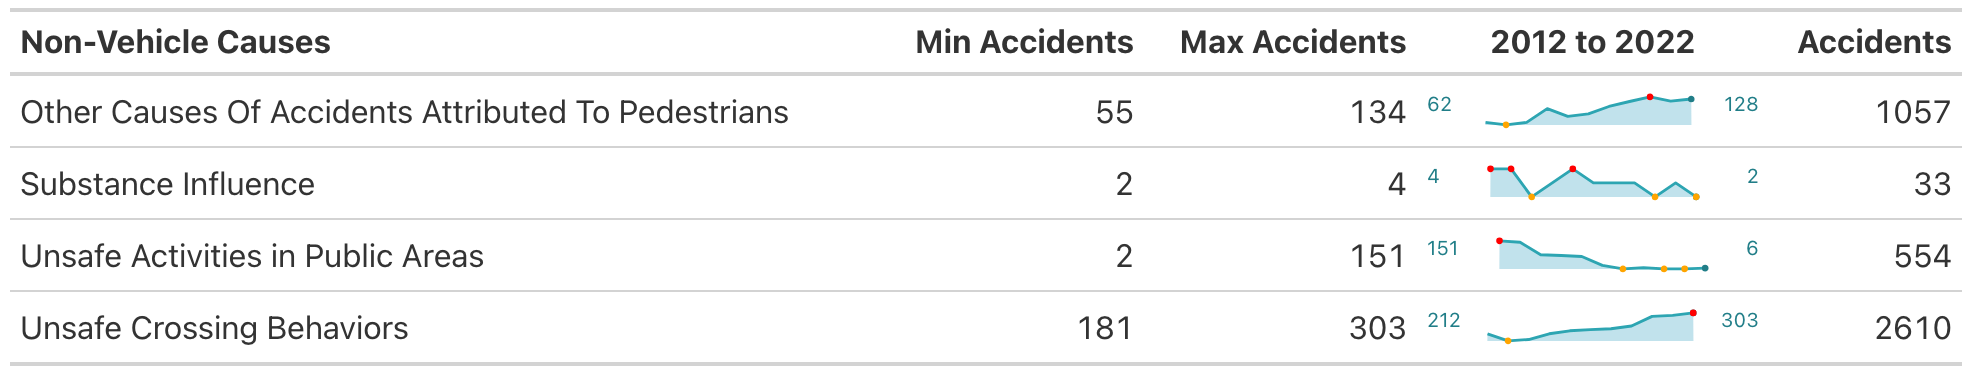 Non-Vehicle Causes Min Accidents Max Accidents 2012 to 2022 Accidents
Other Causes Of Accidents Attributed To Pedestrians 55 134 62 128 1057
Substance Influence 2 4 4 2 33
Unsafe Activities in Public Areas 2 151 151 6 554
Unsafe Crossing Behaviors 181 303 212 303 2610